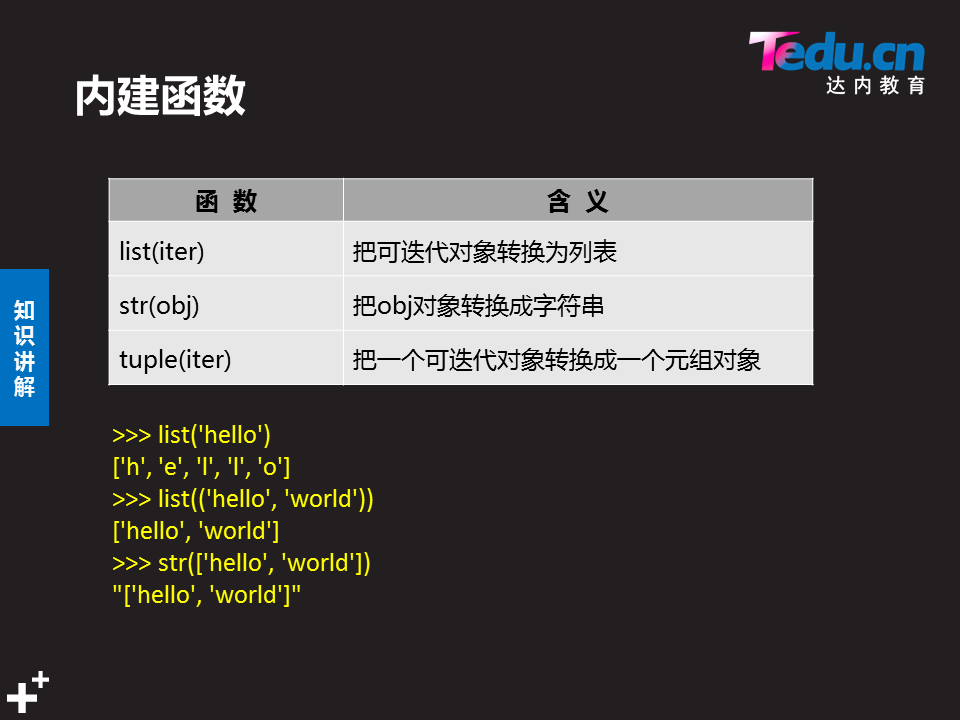 Tedu.cn
达内教育
内建函数
函 数 含 义
list(iter) 把可迭代对象转换为列表
str(obj) 把obj对象转换成字符串
tuple(iter) 把一个可迭代对象转换成一个元组对象
知识讲解
>>> list('hello')
['h', 'e', 'l', 'l', 'o']
>>> list(('hello', 'world'))
['hello', 'world']
>>> str(['hello', 'world'])
"['hello', 'world']"